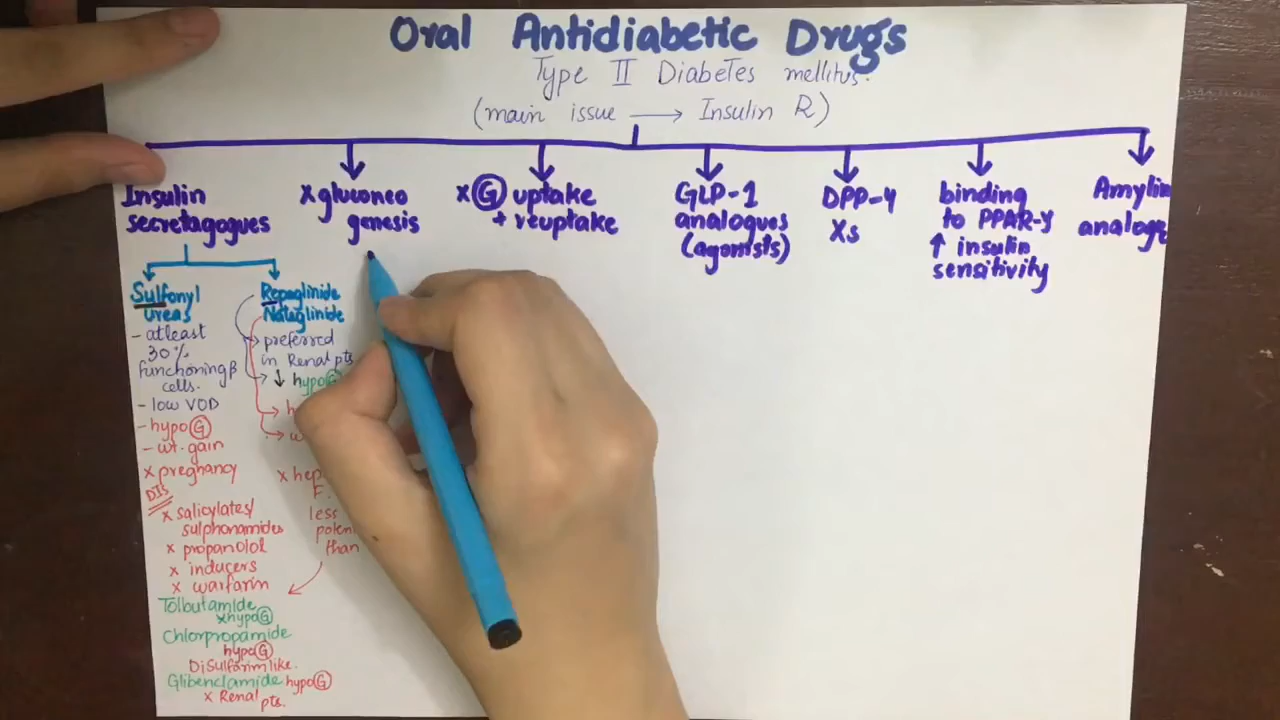 Oral Antidiabetic Drugs
Type II Diabetes mellitus.
(main issue → Insulin R)
Insulin
secretagogues
x gluconeo
genesis
x G uptake
+ reuptake
GLP-1
analogues
(agonists)
DPP-4
Xs
binding
to PPAR-γ
↑ insulin
sensitivity
Amylin
analogs
Sulfonyl
ureas
- atleast
30%
functioning β
cells.
- low VOD
- hypo G
- wt. gain
x pregnancy
DIS
x salicylates/
sulphonamides
x propanolol
x inducers
x warfarin
Tolbutamide
x hypo G
Chlorpropamide
hypo G
Disulfiram like.
Glibenclamide hypo G
x Renal
pts.
Repaglinide
Nateglinide
preferred
in Renal pts
↓ hypo G
x hep
F.
less
than